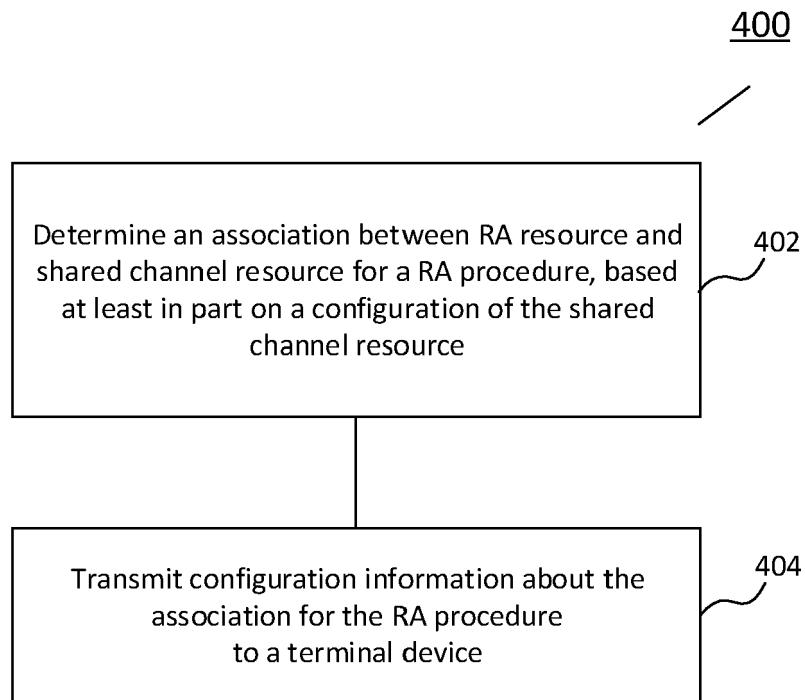 400
Determine an association between RA resource and
shared channel resource for a RA procedure, based
at least in part on a configuration of the shared
channel resource
402
Transmit configuration information about the
association for the RA procedure
to a terminal device
404